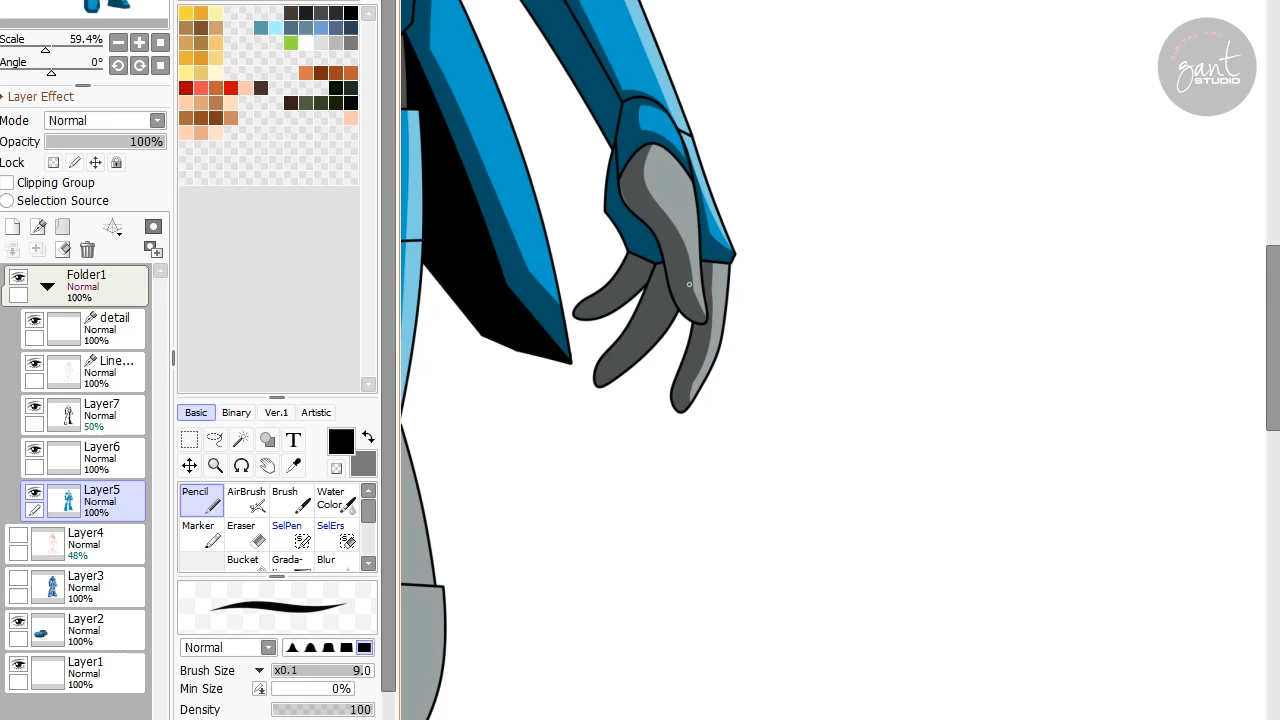 Scale 59.4%
Angle 0°
Layer Effect
Mode Normal
Opacity 100%
Lock
Clipping Group
Selection Source
Folder1
Normal
100%
detail
Normal
100%
Line...
Normal
100%
Layer7
Normal
50%
Layer6
Normal
100%
Layer5
Normal
100%
Layer4
Normal
48%
Layer3
Normal
100%
Layer2
Normal
100%
Layer1
Normal
100%
Basic Binary Ver.1 Artistic
T
Pencil AirBrush Brush Water Color
Marker Eraser SelPen SelErs
Bucket Grada- Blur
Normal
Brush Size x0.1 9.0
Min Size 0%
Density 100
DIGITAL ART
gant
STUDIO